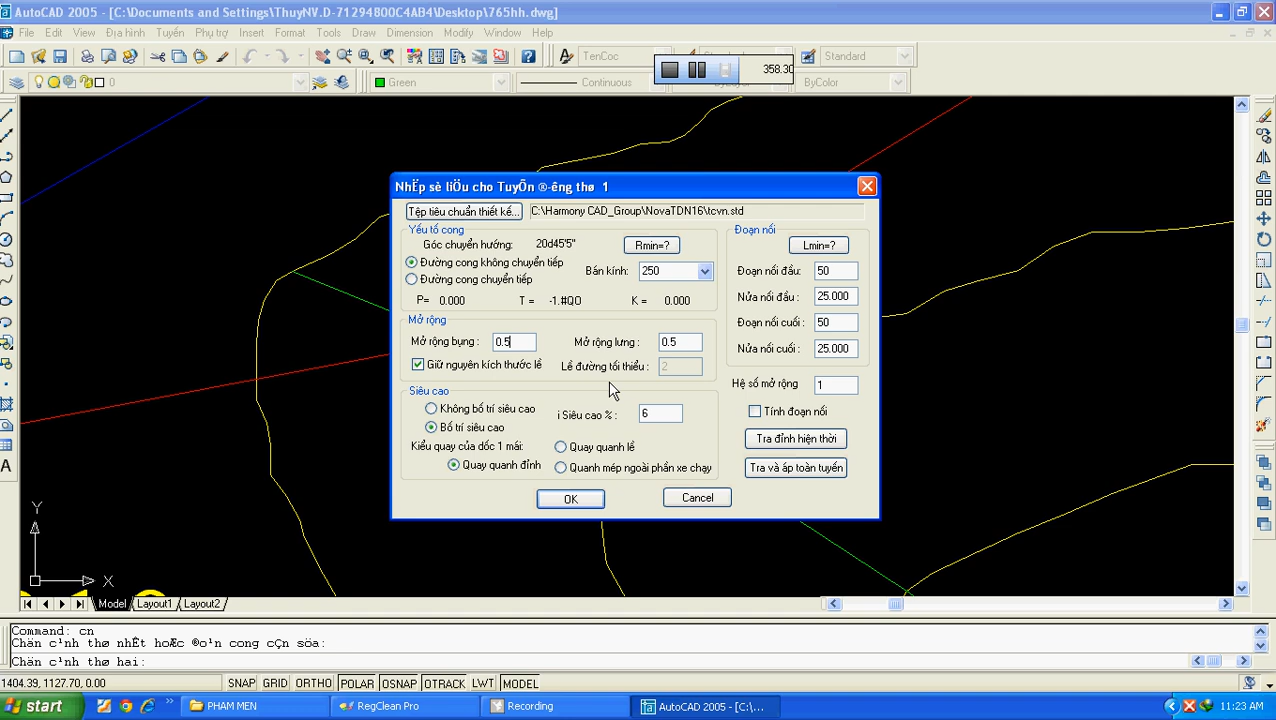 AutoCAD 2005 - [C:\Documents and Settings\ThuyNV.D-71294800C4AB4\Desktop\765hh.dwg]
File Edit View Địa hình Tuyến Phụ trợ Insert Format Tools Draw Dimension Modify Window Help
TenCoc Standard Standard
358.30
0 Green Continuous ByLayer ByColor
NhËp sè liÖu cho TuyÕn ®­êng thø 1
Tệp tiêu chuẩn thiết kế... C:\Harmony CAD_Group\NovaTDN16\tcvn.std
Yếu tố cong
Góc chuyển hướng: 20d45'5" Rmin=?
Đường cong không chuyển tiếp Bán kính: 250
Đường cong chuyển tiếp
P= 0.000 T = -1.#QO K = 0.000
Mở rộng
Mở rộng bụng : 0.5 Mở rộng lưng : 0.5
Giữ nguyên kích thước lề Lề đường tối thiểu : 2
Siêu cao
Không bố trí siêu cao i Siêu cao % : 6
Bố trí siêu cao
Kiểu quay của dốc 1 mái: Quay quanh lề
Quay quanh đỉnh Quanh mép ngoài phần xe chạy
Đoạn nối
Lmin=?
Đoạn nối đầu: 50
Nửa nối đầu : 25.000
Đoạn nối cuối : 50
Nửa nối cuối : 25.000
Hệ số mở rộng 1
Tính đoạn nối
Tra đỉnh hiện thời
Tra và áp toàn tuyến
OK Cancel
Y
X
Model Layout1 Layout2
Command: cn
Chän c¹nh thø nhÊt hoÆc ®o¹n cong cÇn söa:
Chän c¹nh thø hai:
1404.39, 1127.70, 0.00 SNAP GRID ORTHO POLAR OSNAP OTRACK LWT MODEL
start PHAM MEN RegClean Pro Recording AutoCAD 2005 - [C:\... 11:23 AM